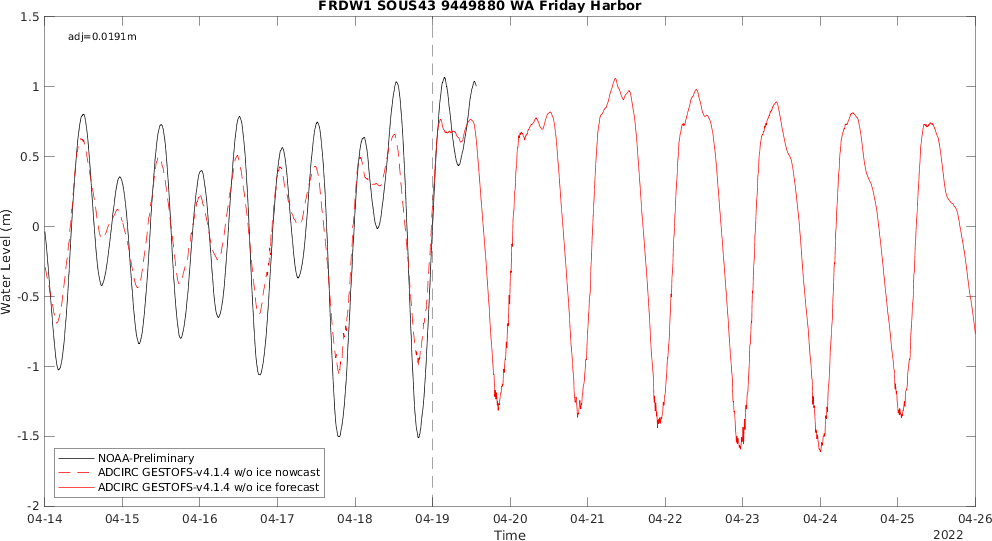 FRDW1 SOUS43 9449880 WA Friday Harbor
adj=0.0191m
1.5
1
0.5
0
-0.5
-1
-1.5
-2
Water Level (m)
NOAA-Preliminary
ADCIRC GESTOFS-v4.1.4 w/o ice nowcast
ADCIRC GESTOFS-v4.1.4 w/o ice forecast
04-14 04-15 04-16 04-17 04-18 04-19 04-20 04-21 04-22 04-23 04-24 04-25 04-26
Time
2022